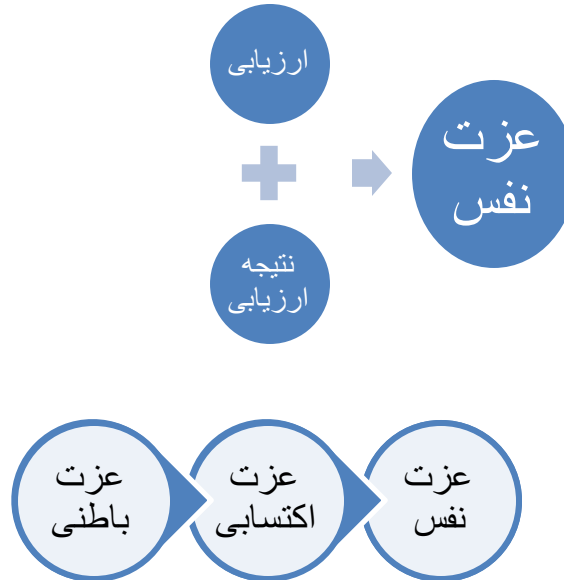 ارزیابی
عزت
نفس
نتیجه
ارزیابی
عزت
باطنی
عزت
اکتسابی
عزت
نفس